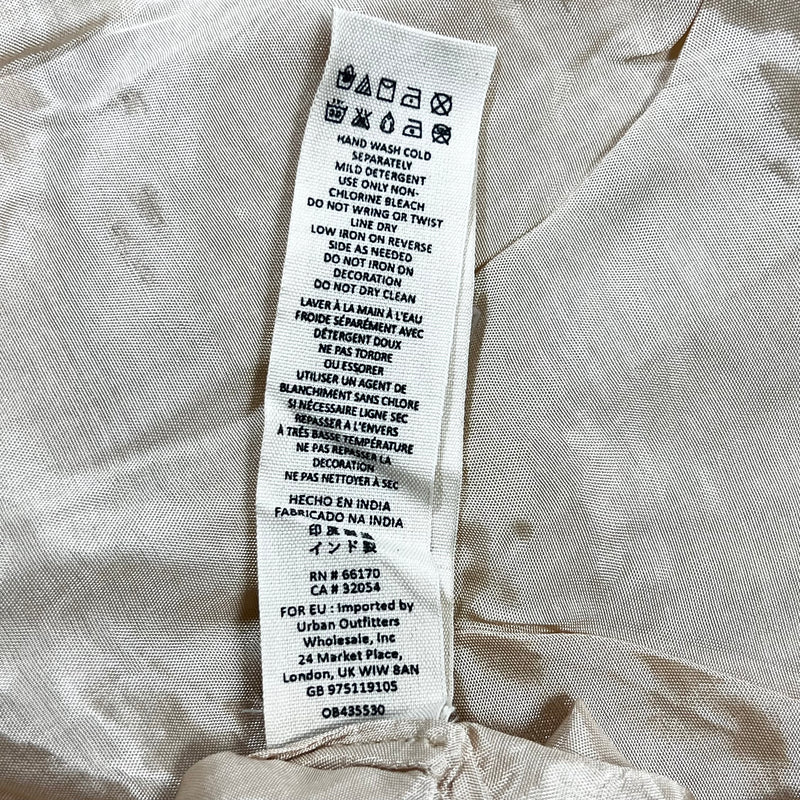 HAND WASH COLD
SEPARATELY
MILD DETERGENT
USE ONLY NON-
CHLORINE BLEACH
DO NOT WRING OR TWIST
LINE DRY
LOW IRON ON REVERSE
SIDE AS NEEDED
DO NOT IRON ON
DECORATION
DO NOT DRY CLEAN
LAVER À LA MAIN À L'EAU
FROIDE SÉPARÉMENT AVEC
DÉTERGENT DOUX
NE PAS TORDRE
OU ESSORER
UTILISER UN AGENT DE
BLANCHIMENT SANS CHLORE
SI NÉCESSAIRE LIGNE SEC
REPASSER A L'ENVERS
À TRÉS BASSE TEMPÉRATURE
NE PAS REPASSER LA
DECORATION
NE PAS NETTOYER À SEC
HECHO EN INDIA
FABRICADO NA INDIA
印
インド製
RN # 66170
CA # 32054
FOR EU : Imported by
Urban Outfitters
Wholesale, Inc
24 Market Place,
London, UK WIW 8AN
GB 975119105
OB435530